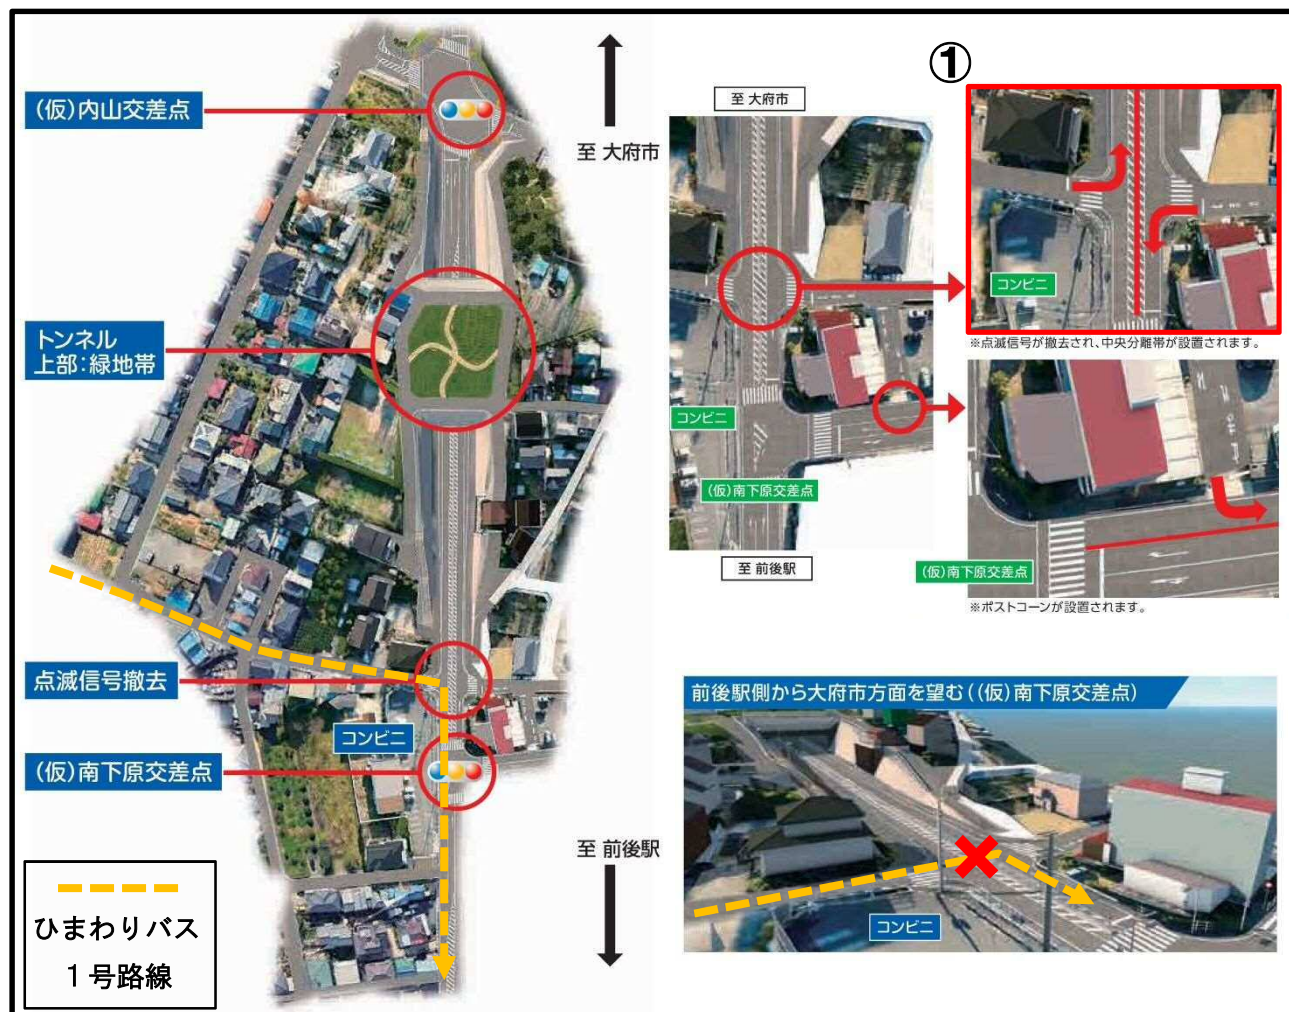 (仮)内山交差点
至 大府市
トンネル
上部:緑地帯
点滅信号撤去
コンビニ
(仮)南下原交差点
至 前後駅
ひまわりバス
１号路線
①
至 大府市
コンビニ
(仮)南下原交差点
至 前後駅
コンビニ
※点滅信号が撤去され、中央分離帯が設置されます。
(仮)南下原交差点
※ポストコーンが設置されます。
前後駅側から大府市方面を望む((仮)南下原交差点)
コンビニ